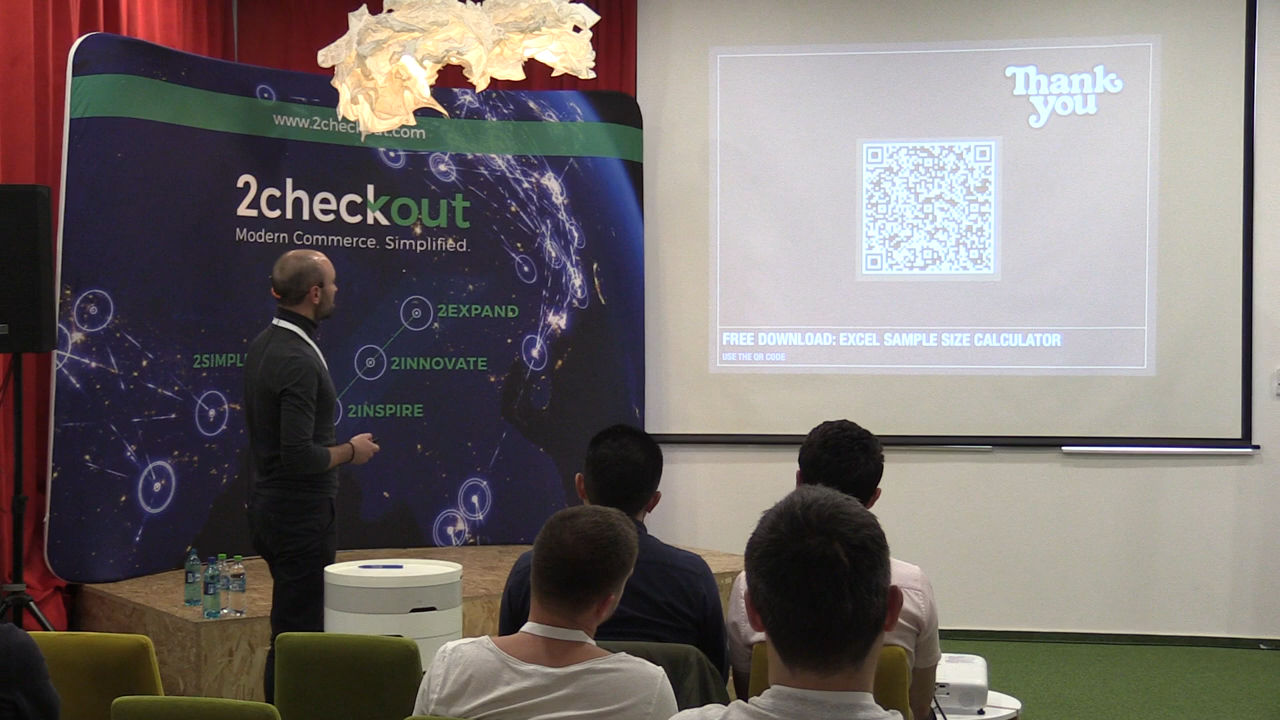 www.2checkout.com
2checkout
Modern Commerce. Simplified.
2EXPAND
2SIMPL
2INNOVATE
2INSPIRE
Thank
you
FREE DOWNLOAD: EXCEL SAMPLE SIZE CALCULATOR
USE THE QR CODE